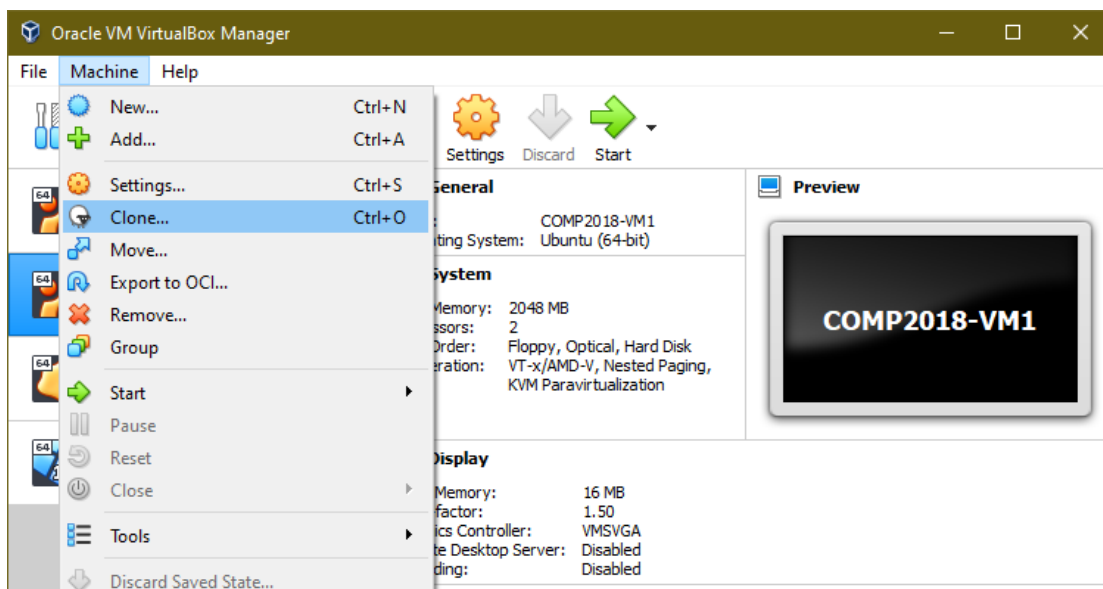 Oracle VM VirtualBox Manager
File Machine Help
New... Ctrl+N
Add... Ctrl+A
Settings... Ctrl+S
Clone... Ctrl+O
Move...
Export to OCI...
Remove...
Group
Start
Pause
Reset
Close
Tools
Discard Saved State...
Settings Discard Start
64
64
64
64
General
: COMP2018-VM1
ting System: Ubuntu (64-bit)
System
Memory: 2048 MB
ssors: 2
Order: Floppy, Optical, Hard Disk
eration: VT-x/AMD-V, Nested Paging,
KVM Paravirtualization
Display
Memory: 16 MB
factor: 1.50
ics Controller: VMSVGA
te Desktop Server: Disabled
ding: Disabled
Preview
COMP2018-VM1